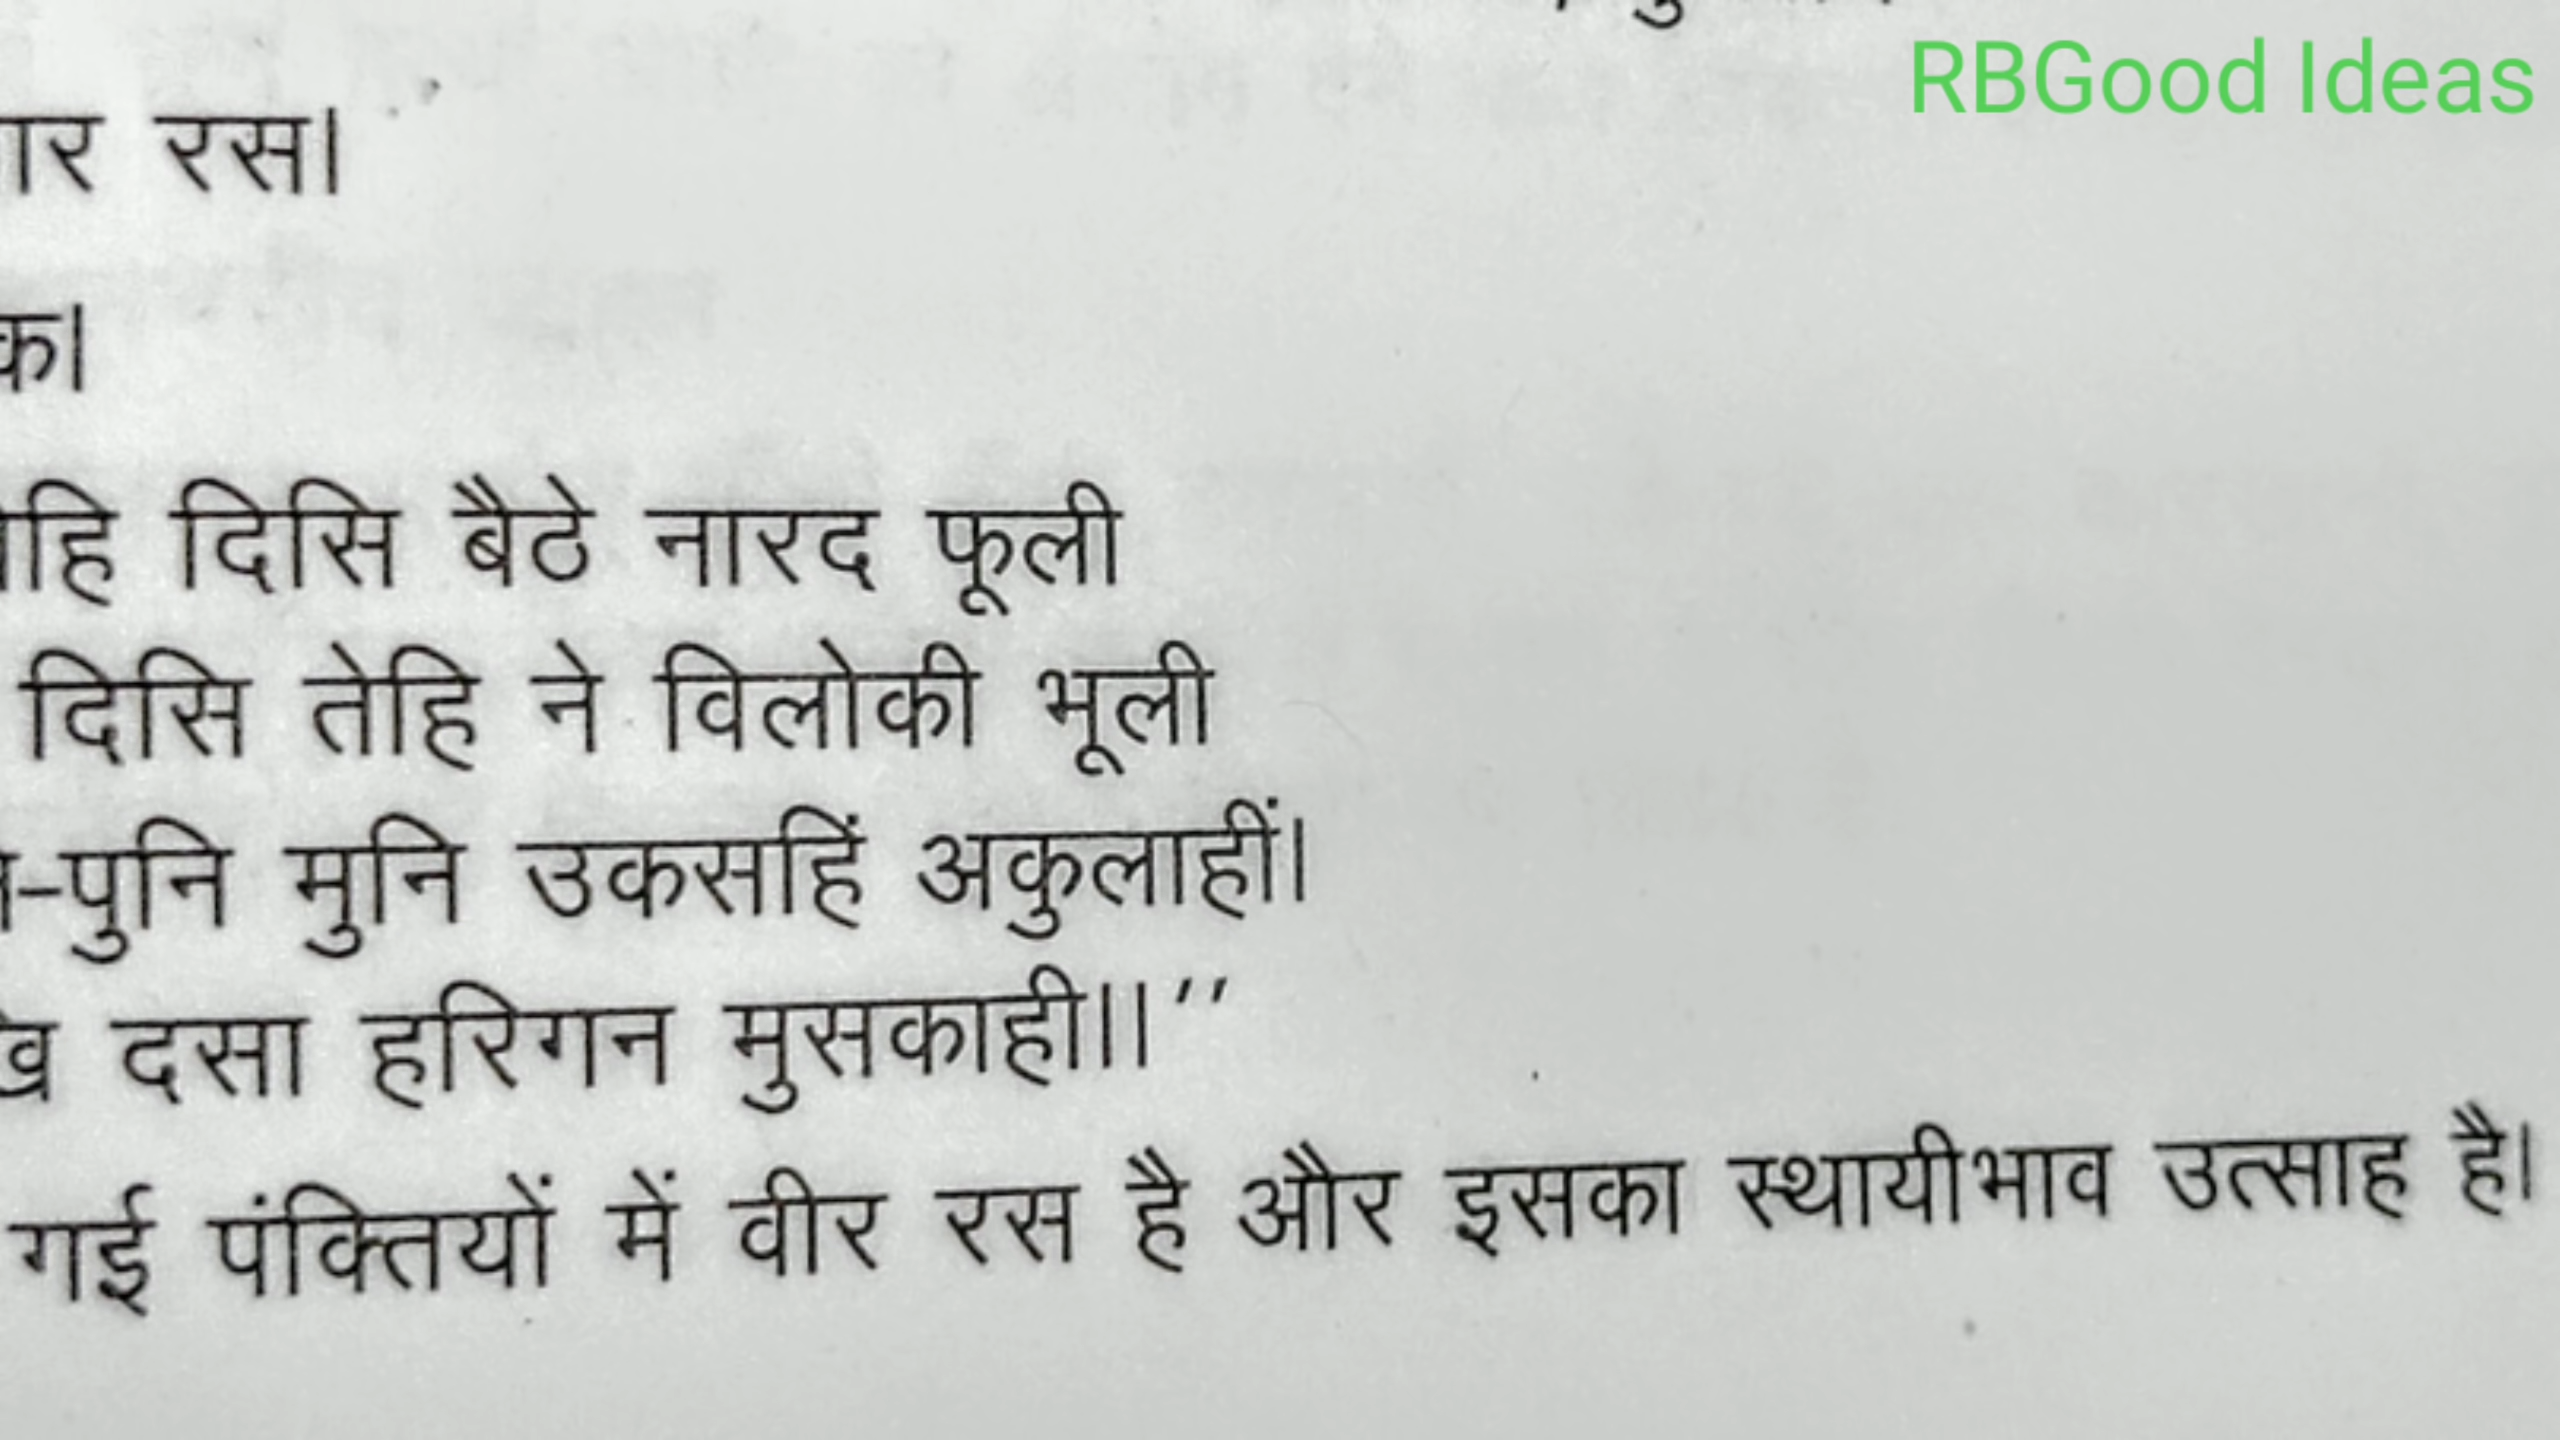 RBGood Ideas
रस।
दिसि बैठे नारद फूली
दिसि तेहि ने विलोकी भूली
-पुनि मुनि उकसहिं अकुलाहीं।
दसा हरिगन मुसकाही।।’’
गई पंक्तियों में वीर रस है और इसका स्थायीभाव उत्साह है।